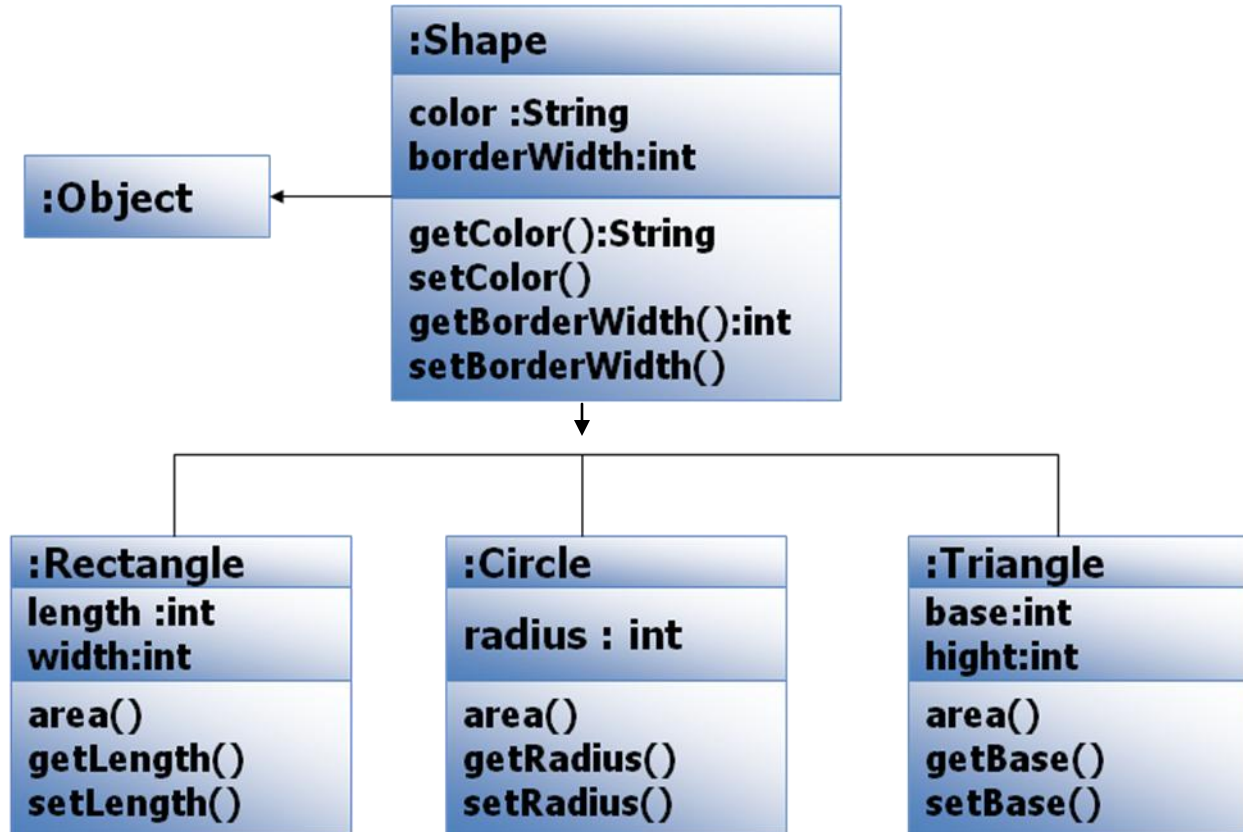 :Shape
color :String
borderWidth:int
getColor():String
setColor()
getBorderWidth():int
setBorderWidth()
:Object
:Rectangle
length :int
width:int
area()
getLength()
setLength()
:Circle
radius : int
area()
getRadius()
setRadius()
:Triangle
base:int
hight:int
area()
getBase()
setBase()